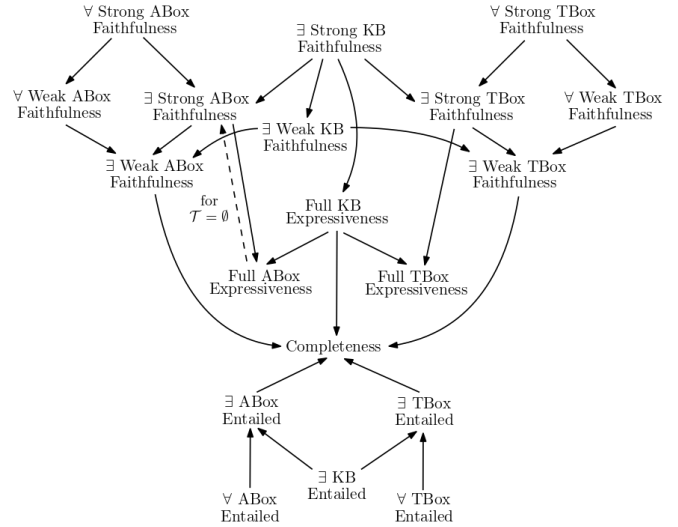 ∀ Strong ABox
Faithfulness
∃ Strong KB
Faithfulness
∀ Strong TBox
Faithfulness
∀ Weak ABox
Faithfulness
∃ Strong ABox
Faithfulness
∃ Strong TBox
Faithfulness
∀ Weak TBox
Faithfulness
∃ Weak KB
Faithfulness
∃ Weak ABox
Faithfulness
∃ Weak TBox
Faithfulness
for
𝒯 = ∅
Full KB
Expressiveness
Full ABox
Expressiveness
Full TBox
Expressiveness
Completeness
∃ ABox
Entailed
∃ TBox
Entailed
∃ KB
Entailed
∀ ABox
Entailed
∀ TBox
Entailed